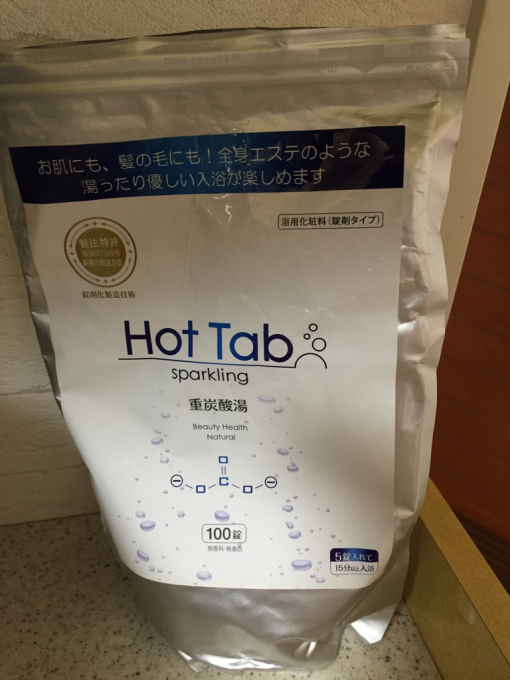 お肌にも、髪の毛にも！全身エステのような
湯ったり優しい入浴が楽しめます
浴用化粧料(錠剤タイプ)
製法特許
錠剤化製造技術
Hot Tab
sparkling
重炭酸湯
Beauty Health
Natural
O
C
O
O
100錠
無香料・無着色
5錠入れて
15分以上入浴